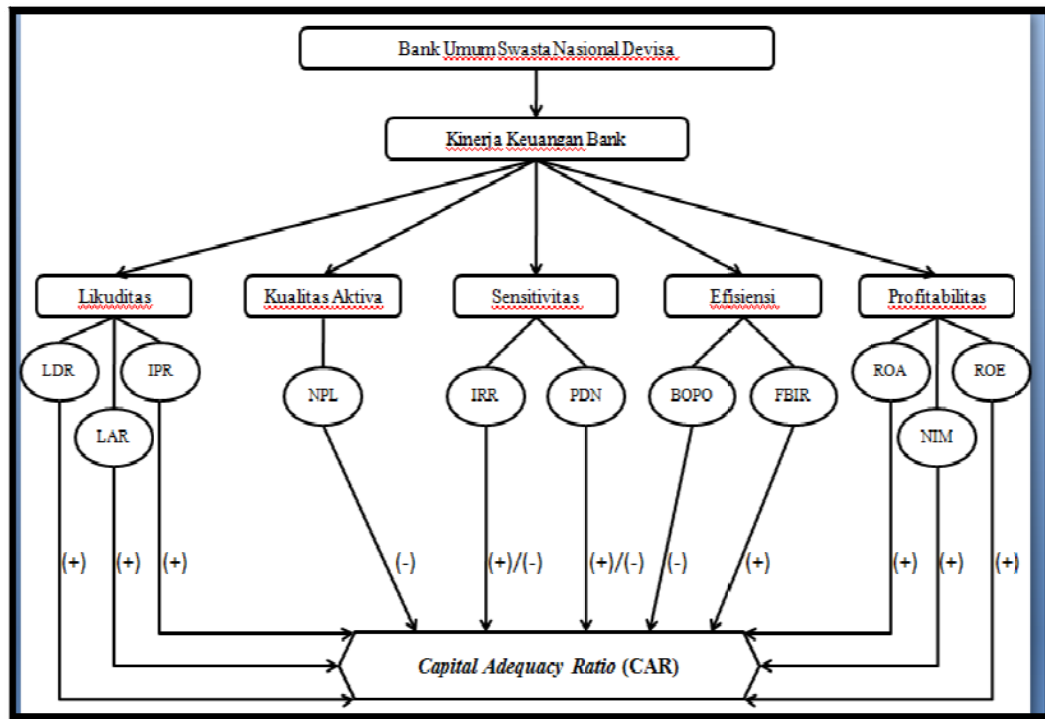 Bank Umum Swasta Nasional Devisa
Kinerja Keuangan Bank
Likuditas
Kualitas Aktiva
Sensitivitas
Efisiensi
Profitabilitas
LDR
IPR
LAR
NPL
IRR
PDN
BOPO
FBIR
ROA
ROE
NIM
(+)
(+)
(+)
(-)
(+)/(-)
(+)/(-)
(-)
(+)
(+)
(+)
(+)
Capital Adequacy Ratio (CAR)